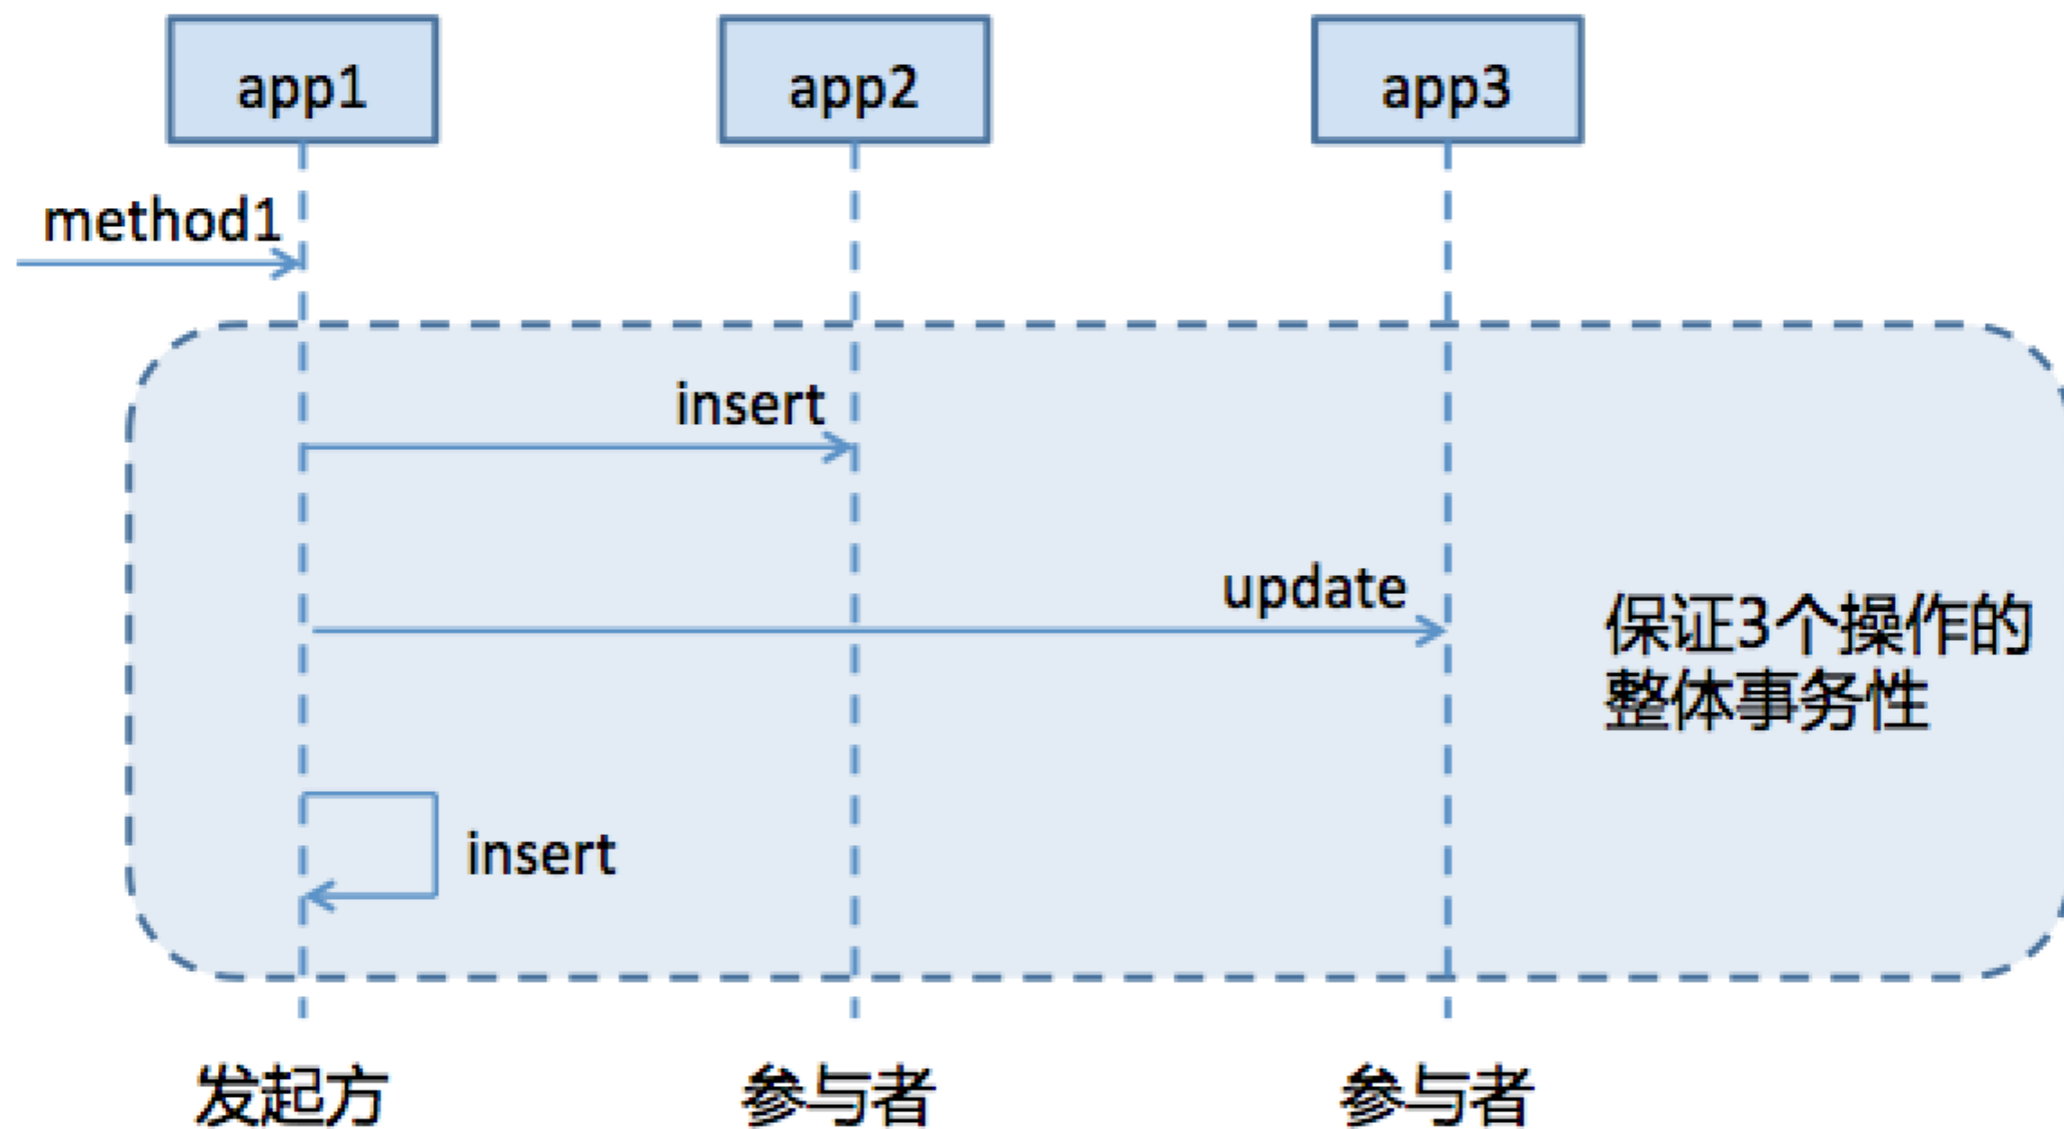 app1
app2
app3
method1
insert
update
保证3个操作的
整体事务性
insert
发起方
参与者
参与者